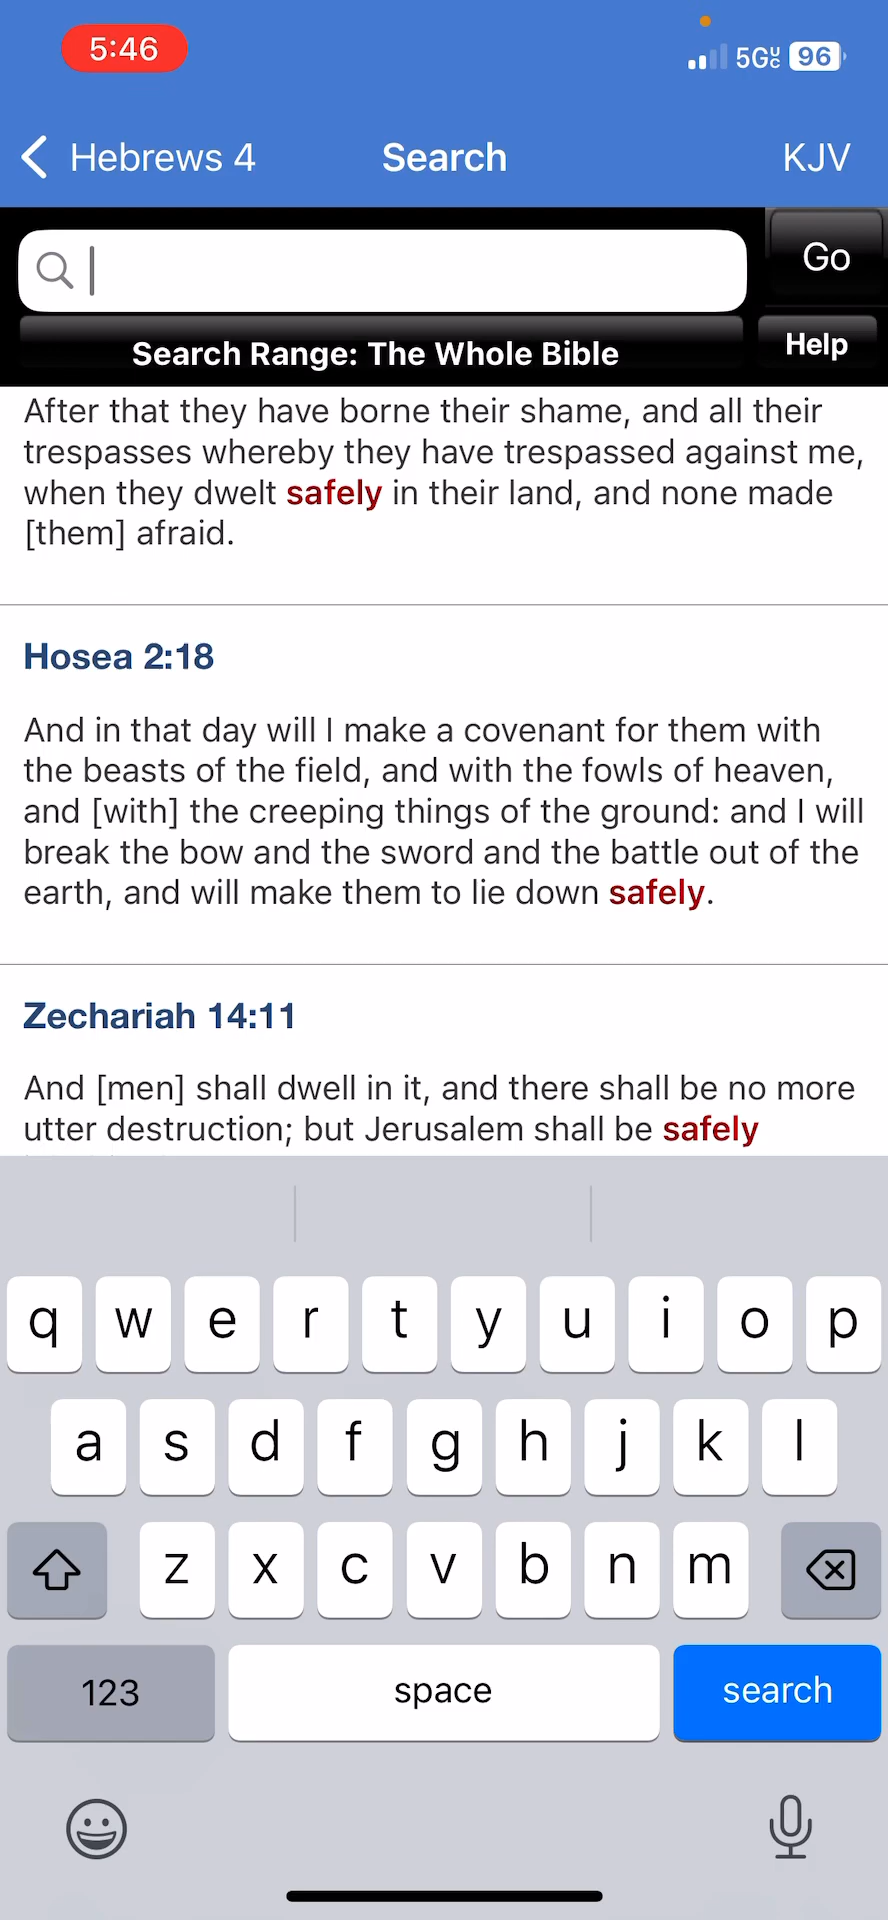 5:46
5GUC 96
Hebrews 4 Search KJV
Go
Search Range: The Whole Bible Help
After that they have borne their shame, and all their
trespasses whereby they have trespassed against me,
when they dwelt safely in their land, and none made
[them] afraid.
Hosea 2:18
And in that day will I make a covenant for them with
the beasts of the field, and with the fowls of heaven,
and [with] the creeping things of the ground: and I will
break the bow and the sword and the battle out of the
earth, and will make them to lie down safely.
Zechariah 14:11
And [men] shall dwell in it, and there shall be no more
utter destruction; but Jerusalem shall be safely
q w e r t y u i o p
a s d f g h j k l
z x c v b n m
123 space search